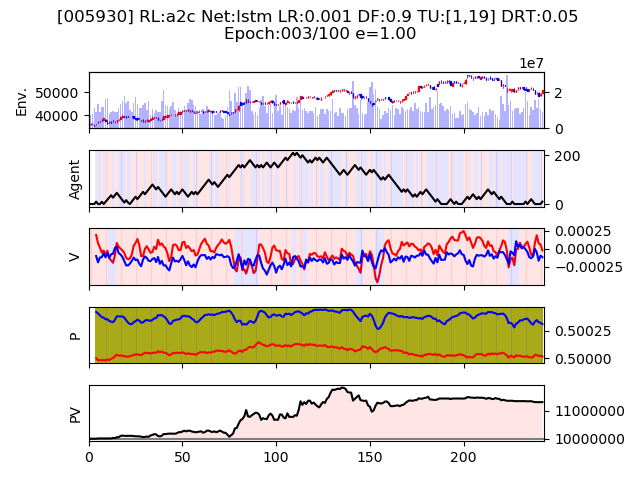 [005930] RL:a2c Net:lstm LR:0.001 DF:0.9 TU:[1,19] DRT:0.05
Epoch:003/100 e=1.00
1e7
Env.
50000
40000
2
0
Agent
200
0
V
0.00025
0.00000
−0.00025
P
0.50025
0.50000
PV
11000000
10000000
0 50 100 150 200